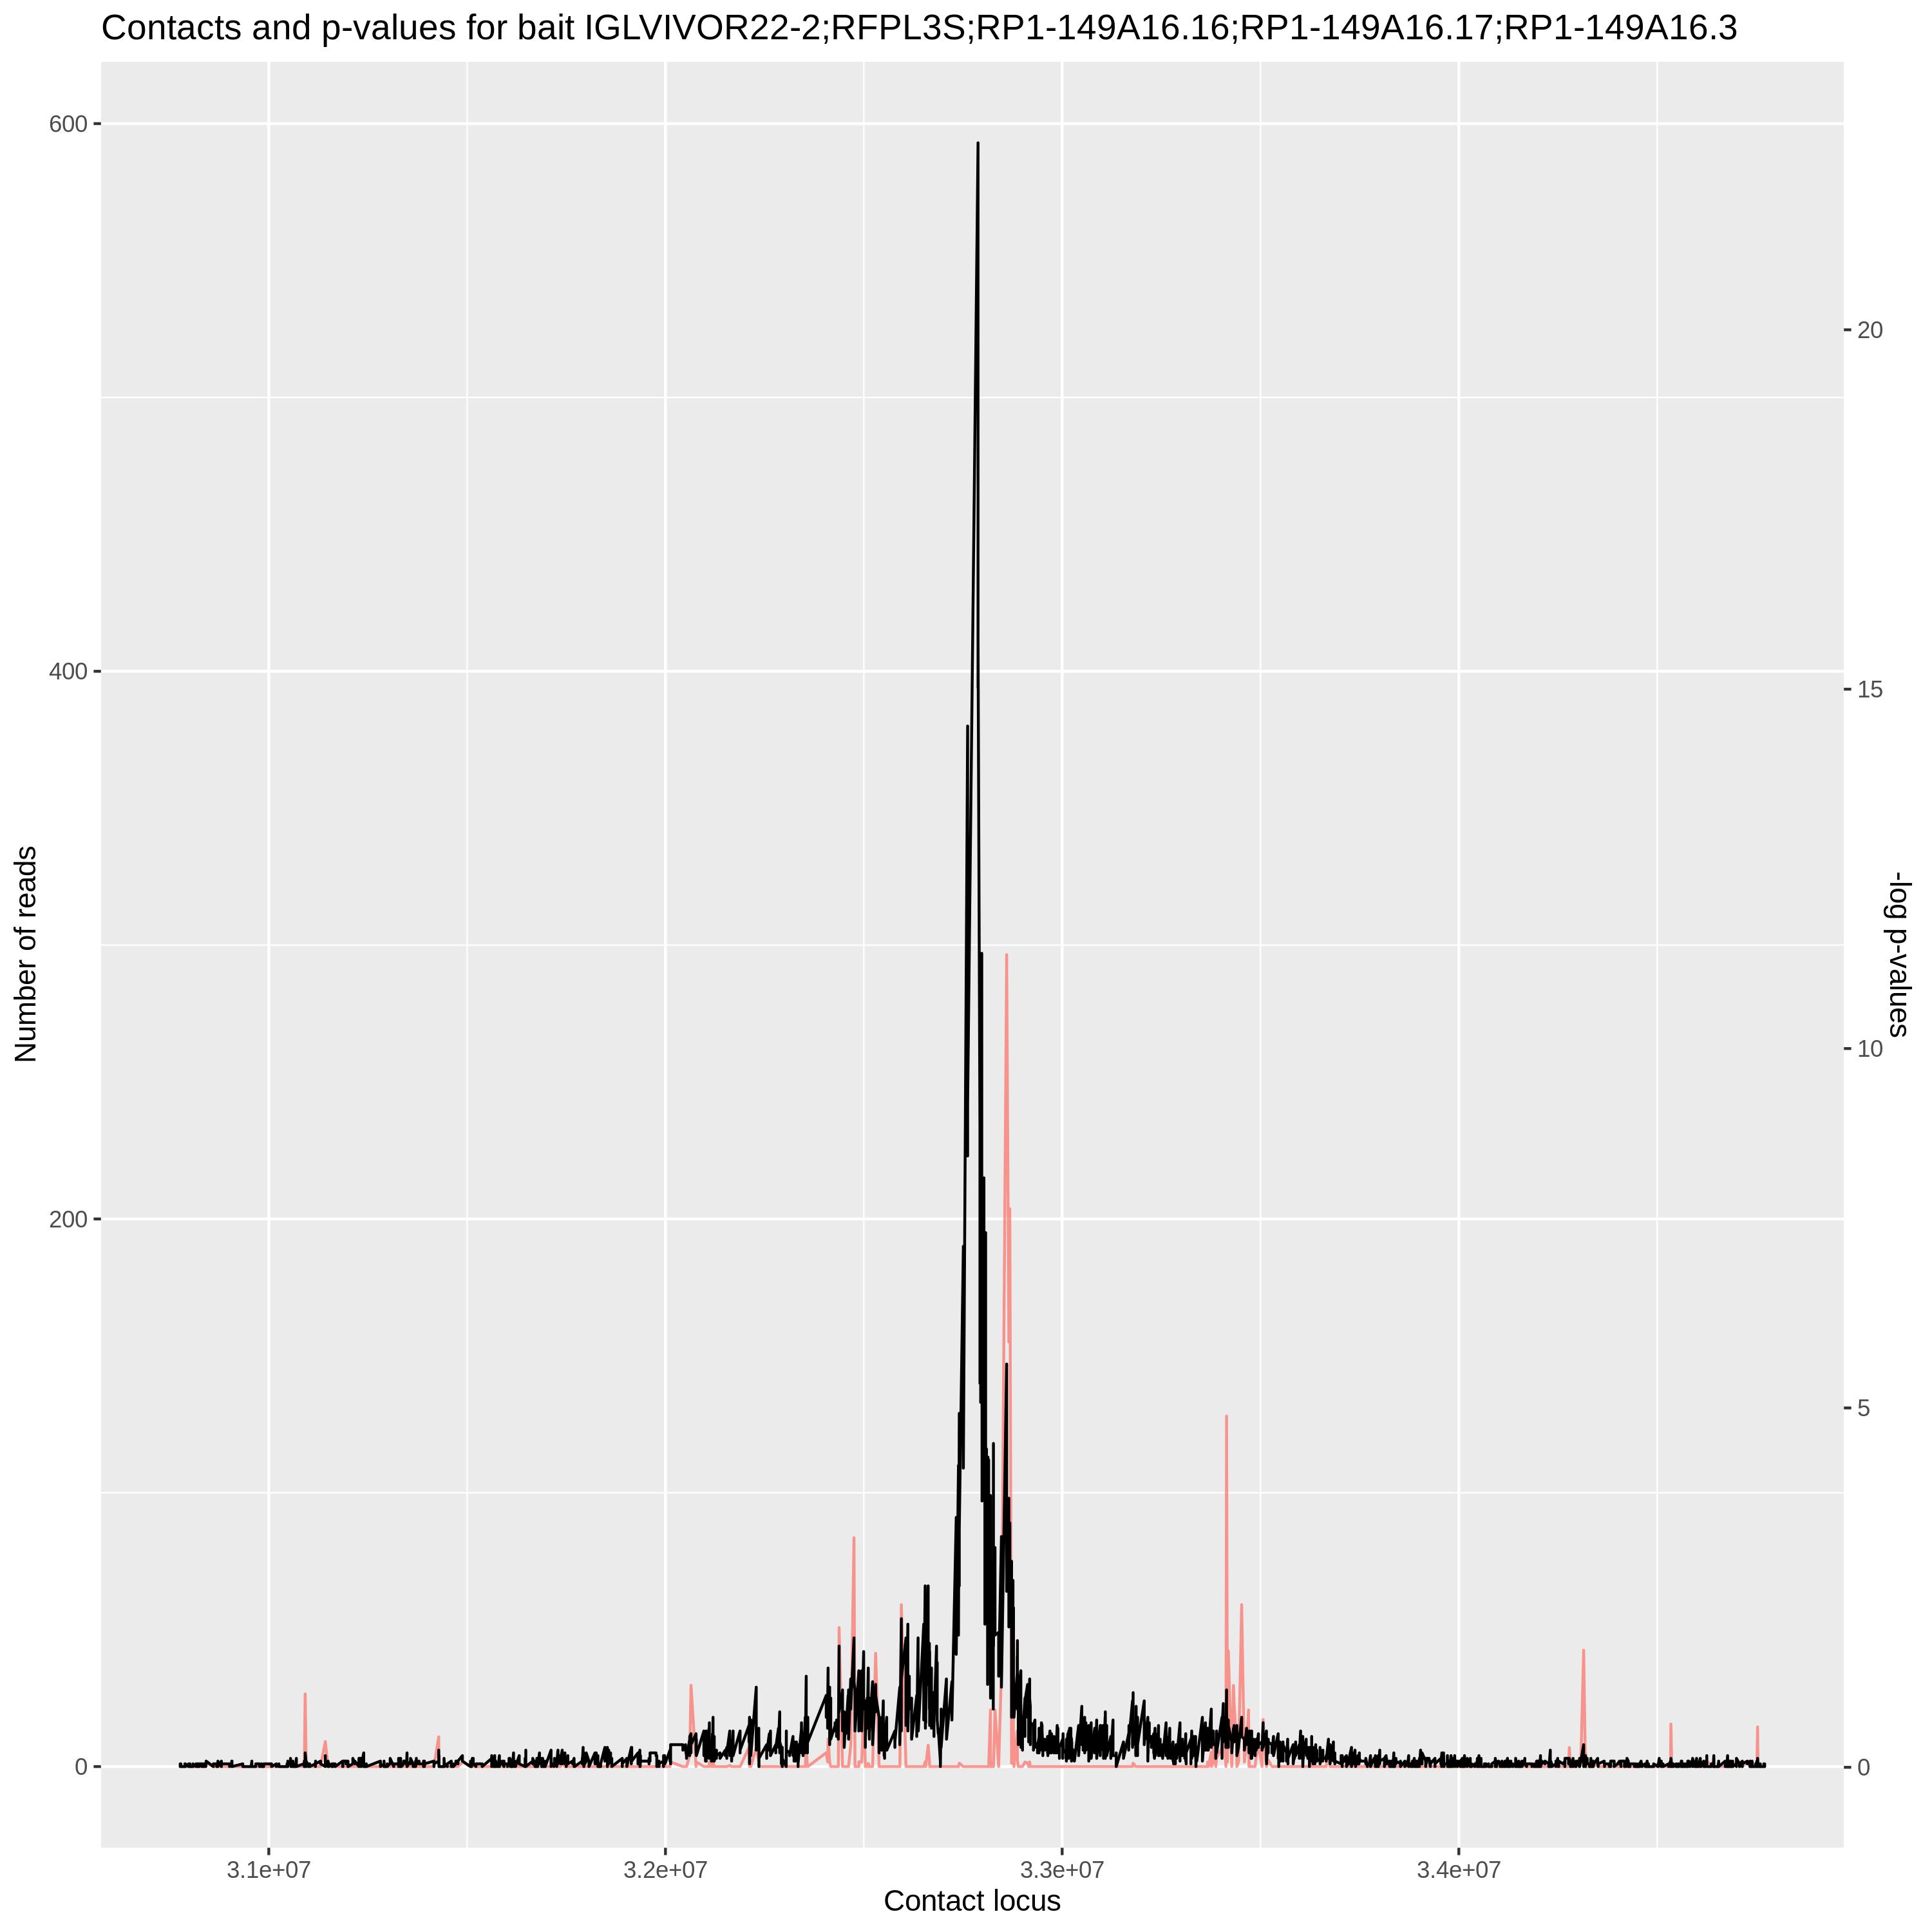 Contacts and p-values for bait IGLVIVOR22-2;RFPL3S;RP1-149A16.16;RP1-149A16.17;RP1-149A16.3
600
400
200
0
Number of reads
20
15
10
5
0
-log p-values
3.1e+07
3.2e+07
3.3e+07
3.4e+07
Contact locus